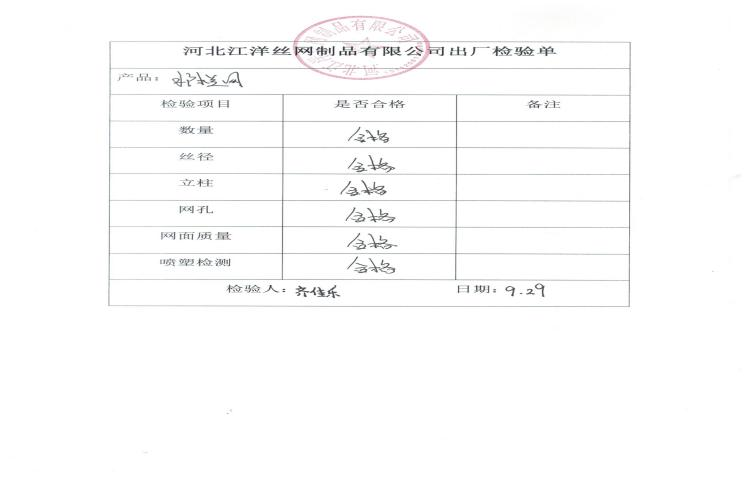 河北江洋丝网制品有限公司出厂检验单
产品：
检验项目 是否合格 备注
数量 合格
丝径 合格
立柱 合格
网孔 合格
网面质量 合格
喷塑检测 合格
检验人：齐佳乐 日期：9.29